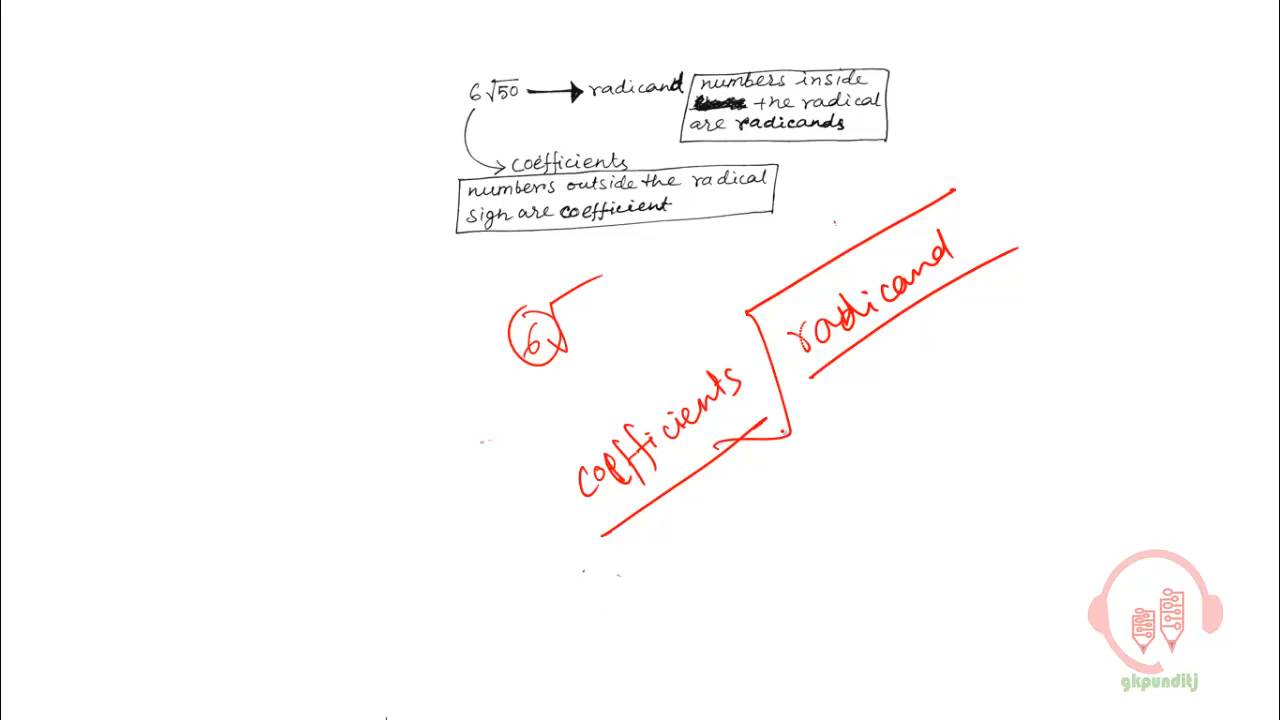 6√50 → radicand
numbers inside
the radical
are radicands
coefficients
numbers outside the radical
sign are coefficient
6√
coefficients √radicand
gkpunditj